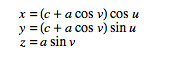 x = (c + a cos v) cos u
y = (c + a cos v) sin u
z = a sin v